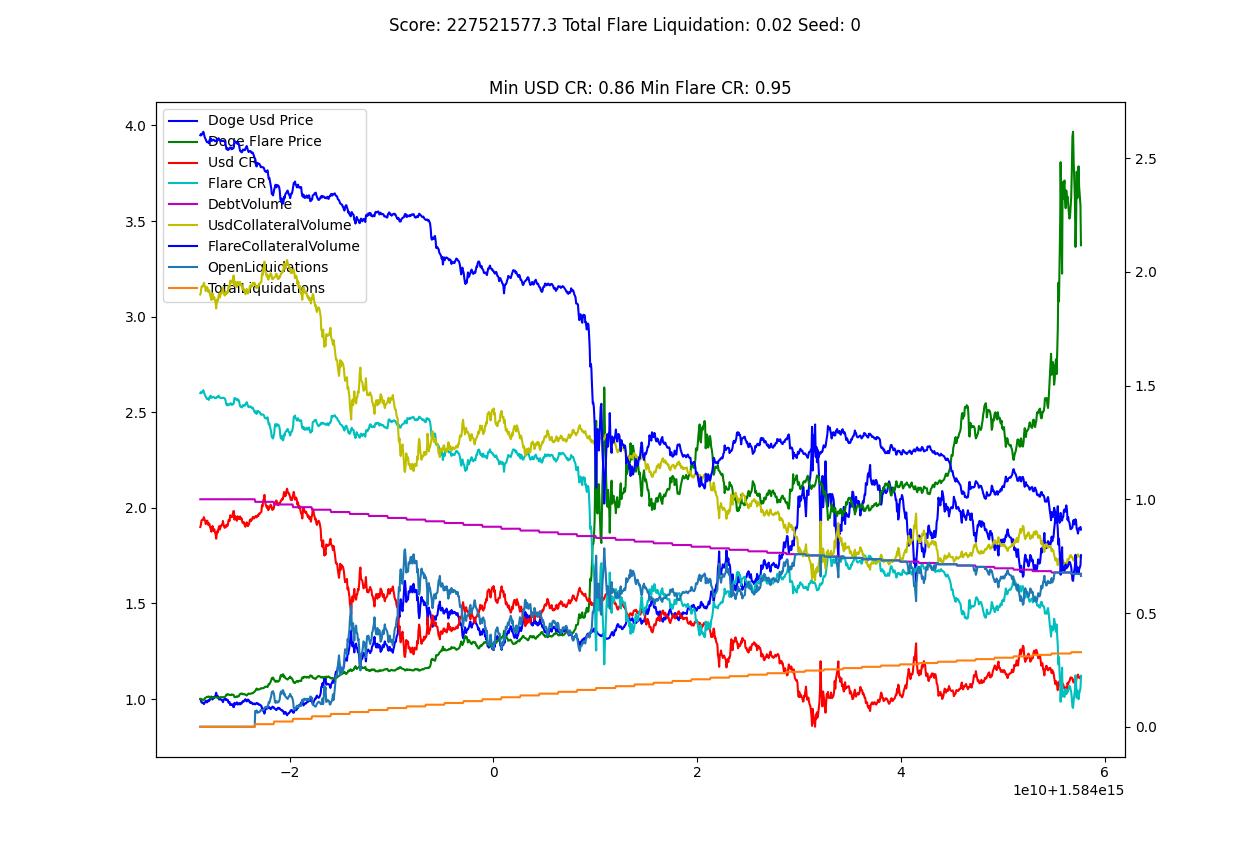 Score: 227521577.3 Total Flare Liquidation: 0.02 Seed: 0
Min USD CR: 0.86 Min Flare CR: 0.95
Doge Usd Price
Doge Flare Price
Usd CR
Flare CR
DebtVolume
UsdCollateralVolume
FlareCollateralVolume
OpenLiquidations
TotalLiquidations
4.0
3.5
3.0
2.5
2.0
1.5
1.0
2.5
2.0
1.5
1.0
0.5
0.0
−2
0
2
4
6
1e10+1.584e15